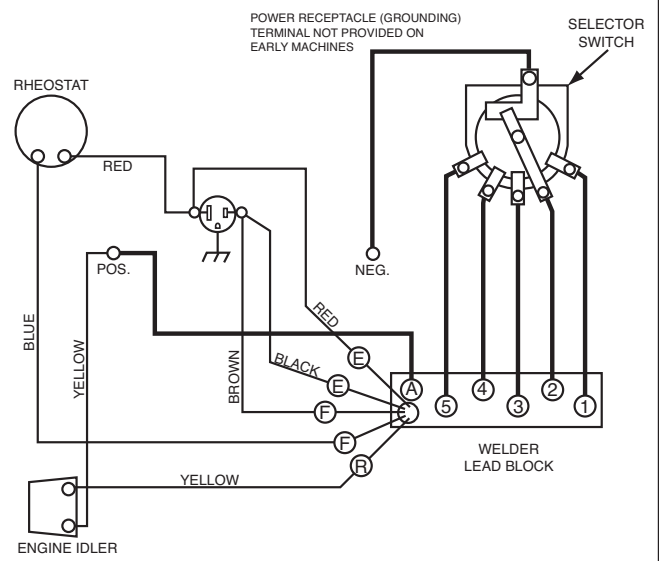 POWER RECEPTACLE (GROUNDING)
TERMINAL NOT PROVIDED ON
EARLY MACHINES
SELECTOR
SWITCH
RHEOSTAT
RED
POS.
NEG.
BLUE
YELLOW
BROWN
RED
BLACK
E
E
F
F
R
A
5
4
3
2
1
WELDER
LEAD BLOCK
YELLOW
ENGINE IDLER